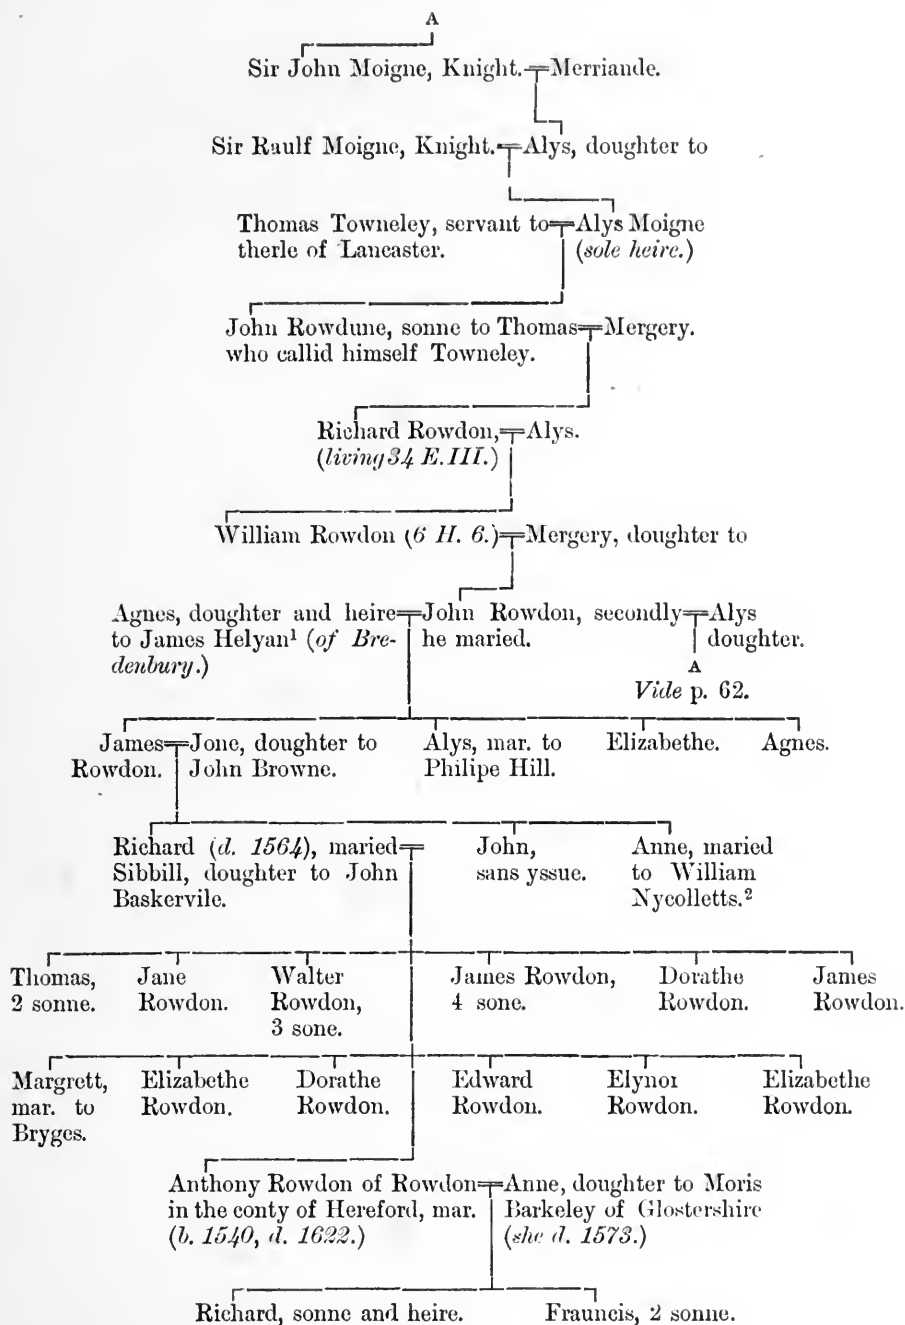 A
Sir John Moigne, Knight. Merriande.
Sir Raulf Moigne, Knight. Alys, doughter to
Thomas Towneley, servant to Alys Moigne
therle of Lancaster. (sole heire.)
John Rowdune, sonne to Thomas Mergery.
who callid himself Towneley.
Richard Rowdon, Alys.
(living 34 E. III.)
William Rowdon (6 H. 6.) Mergery, doughter to
Agnes, doughter and heire John Rowdon, secondly Alys
to James Helyan¹ (of Bre- he maried. doughter.
denbury.) A
Vide p. 62.
James Jone, doughter to Alys, mar. to Elizabethe. Agnes.
Rowdon. John Browne. Philipe Hill.
Richard (d. 1564), maried John, Anne, maried
Sibbill, doughter to John sans yssue. to William
Baskervile. Nycolletts.²
Thomas, Jane Walter James Rowdon, Dorathe James
2 sonne. Rowdon. Rowdon, 4 sone. Rowdon. Rowdon.
3 sone.
Margrett, Elizabethe Dorathe Edward Elynor Elizabethe
mar. to Rowdon. Rowdon. Rowdon. Rowdon. Rowdon.
Bryges.
Anthony Rowdon of Rowdon Anne, doughter to Moris
in the conty of Hereford, mar. Barkeley of Glostershire
(b. 1540, d. 1622.) (she d. 1573.)
Richard, sonne and heire. Frauncis, 2 sonne.